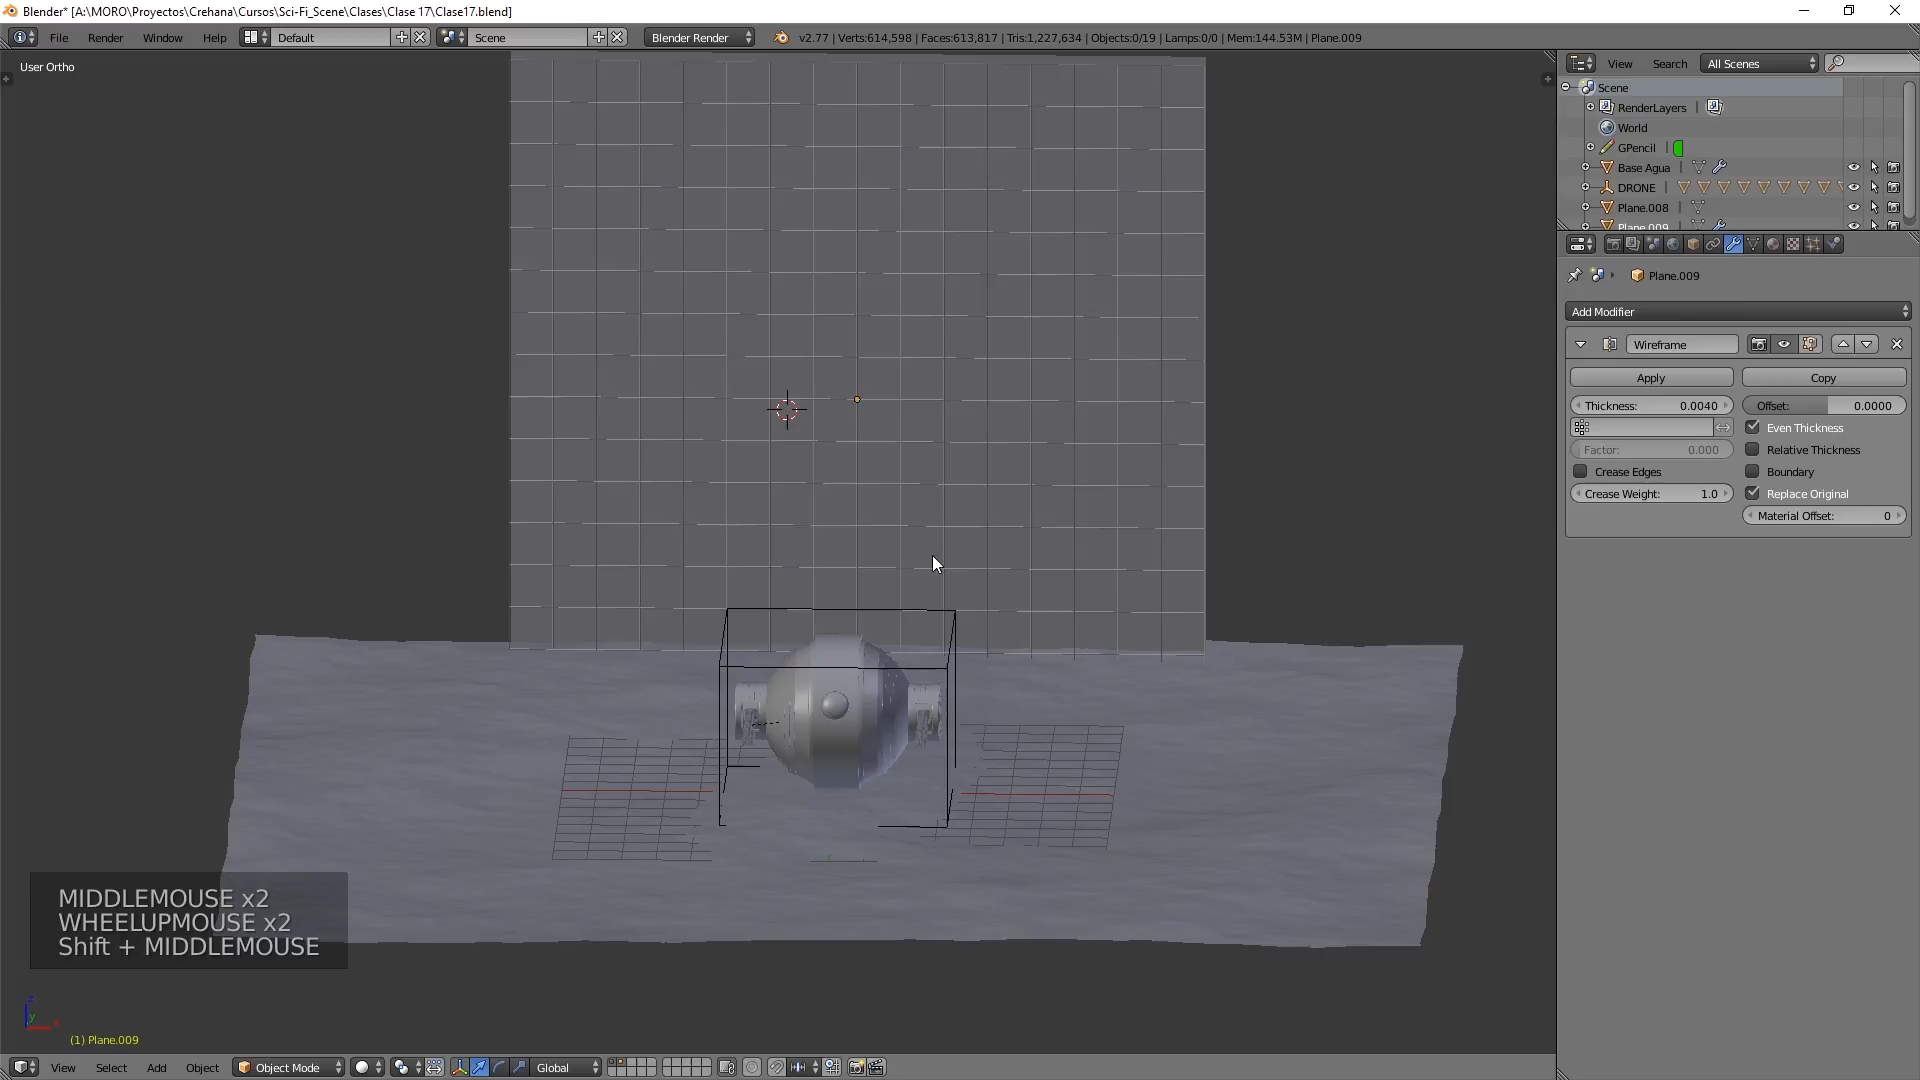 Blender* [A:\MORO\Proyectos\Crehana\Cursos\Sci-Fi_Scene\Clases\Clase 17\Clase17.blend]
File Render Window Help Default Scene Blender Render v2.77 | Verts:614,598 | Faces:613,817 | Tris:1,227,634 | Objects:0/19 | Lamps:0/0 | Mem:144.53M | Plane.009
User Ortho
View Search All Scenes
Scene
RenderLayers
World
GPencil
Base Agua
DRONE
Plane.008
Plane.009
Plane.009
Add Modifier
Wireframe
Apply Copy
Thickness: 0.0040 Offset: 0.0000
Even Thickness
Factor: 0.000 Relative Thickness
Crease Edges Boundary
Crease Weight: 1.0 Replace Original
Material Offset: 0
MIDDLEMOUSE x2
WHEELUPMOUSE x2
Shift + MIDDLEMOUSE
z
y
x
(1) Plane.009
View Select Add Object Object Mode Global